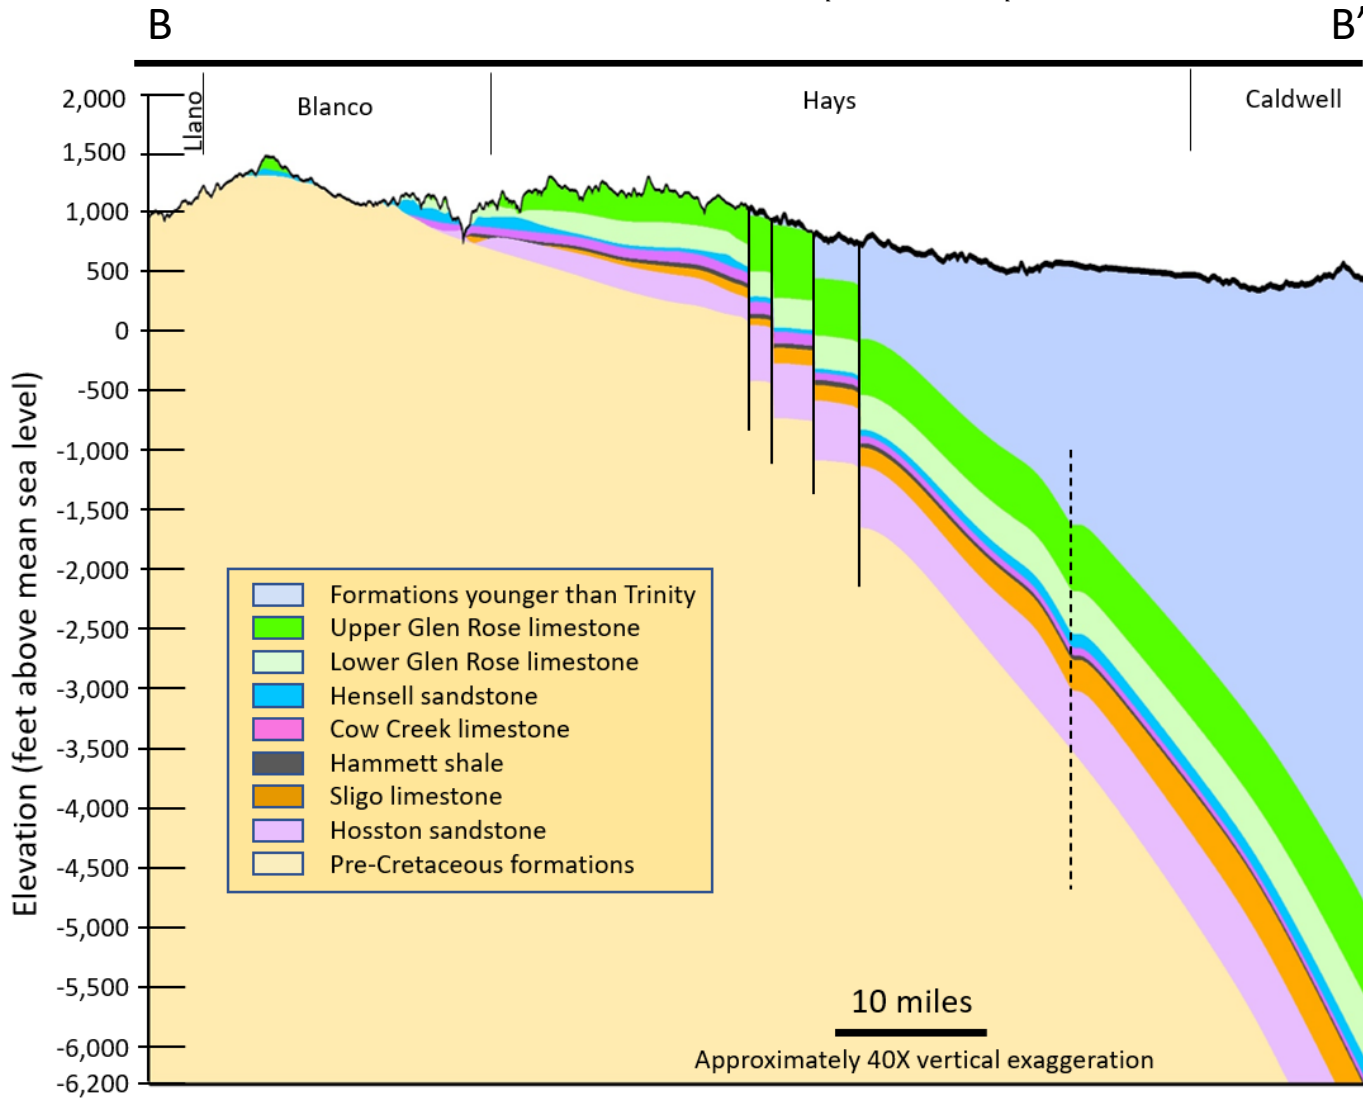 B
B'
Llano
Blanco
Hays
Caldwell
2,000
1,500
1,000
500
0
-500
-1,000
-1,500
-2,000
-2,500
-3,000
-3,500
-4,000
-4,500
-5,000
-5,500
-6,000
-6,200
Elevation (feet above mean sea level)
Formations younger than Trinity
Upper Glen Rose limestone
Lower Glen Rose limestone
Hensell sandstone
Cow Creek limestone
Hammett shale
Sligo limestone
Hosston sandstone
Pre-Cretaceous formations
10 miles
Approximately 40X vertical exaggeration